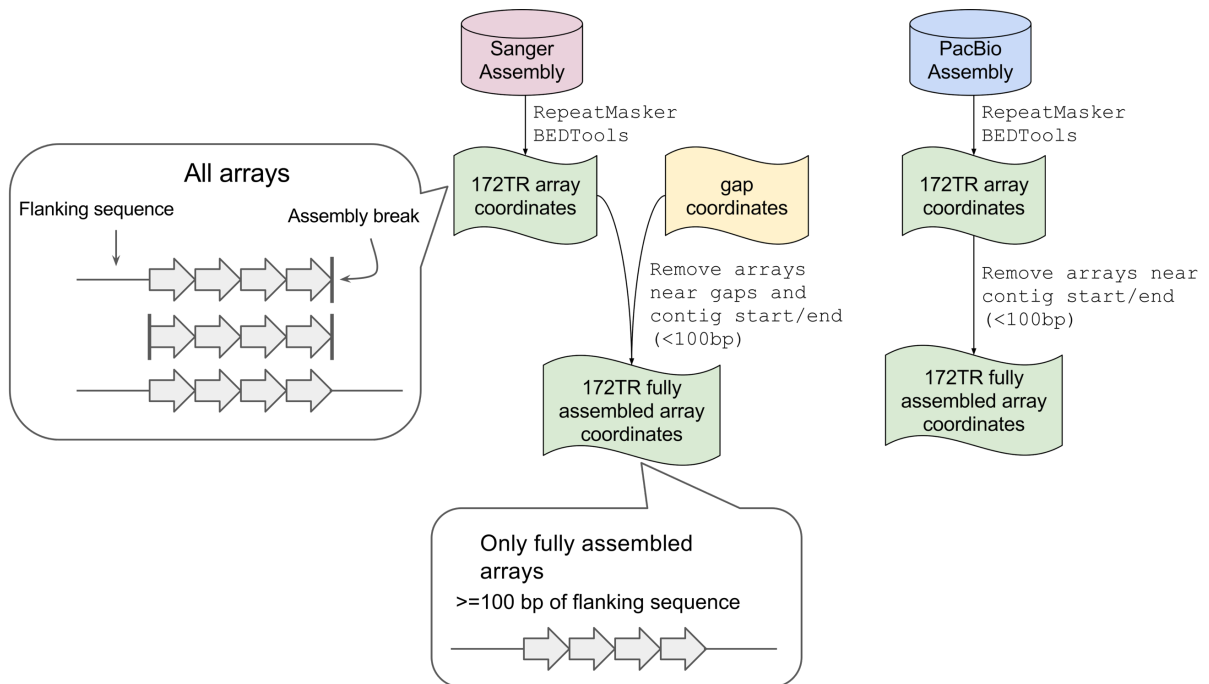 Sanger
Assembly
PacBio
Assembly
RepeatMasker
BEDTools
RepeatMasker
BEDTools
All arrays
Flanking sequence
Assembly break
172TR array
coordinates
gap
coordinates
172TR array
coordinates
Remove arrays
near gaps and
contig start/end
(<100bp)
Remove arrays near
contig start/end
(<100bp)
172TR fully
assembled array
coordinates
172TR fully
assembled array
coordinates
Only fully assembled
arrays
>=100 bp of flanking sequence